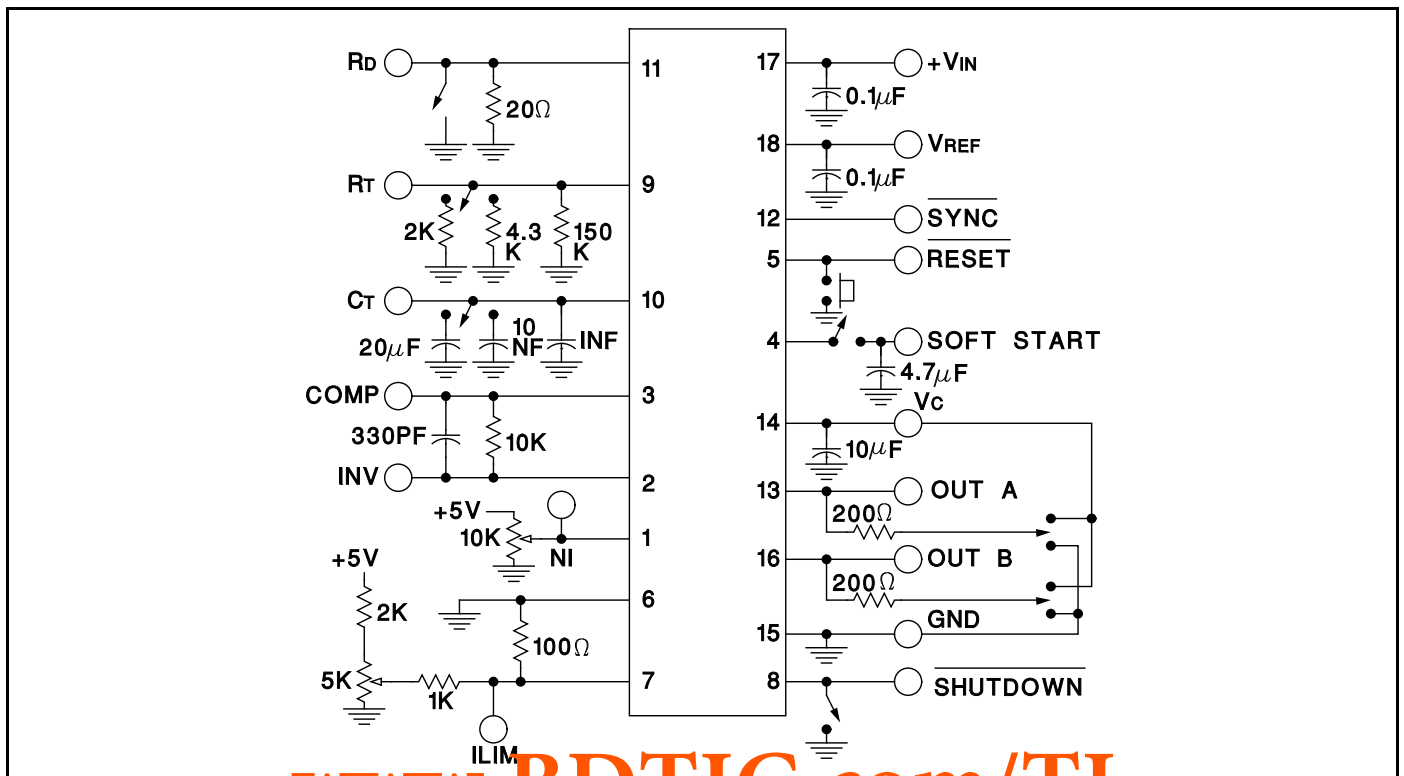 RD
11
20Ω
RT
9
2K
4.3
K
150
K
CT
10
20μF
10
NF
INF
COMP
3
330PF
10K
INV
2
+5V
10K
NI
1
+5V
2K
6
100Ω
5K
1K
7
ILIM
17
+VIN
0.1μF
18
VREF
0.1μF
12
SYNC
5
RESET
4
SOFT START
4.7μF
14
VC
10μF
13
OUT A
200Ω
16
OUT B
200Ω
15
GND
8
SHUTDOWN
BDTIC.com/TI